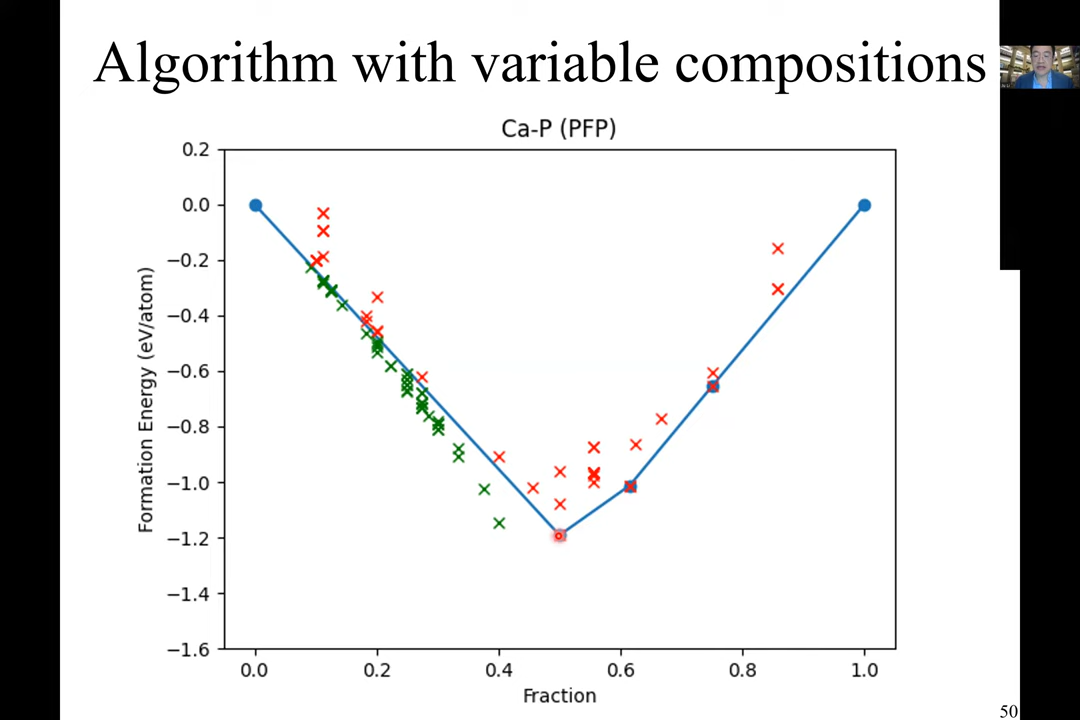 Algorithm with variable compositions
Ca-P (PFP)
0.2
0.0
−0.2
−0.4
−0.6
−0.8
−1.0
−1.2
−1.4
−1.6
Formation Energy (eV/atom)
0.0 0.2 0.4 0.6 0.8 1.0
Fraction
50